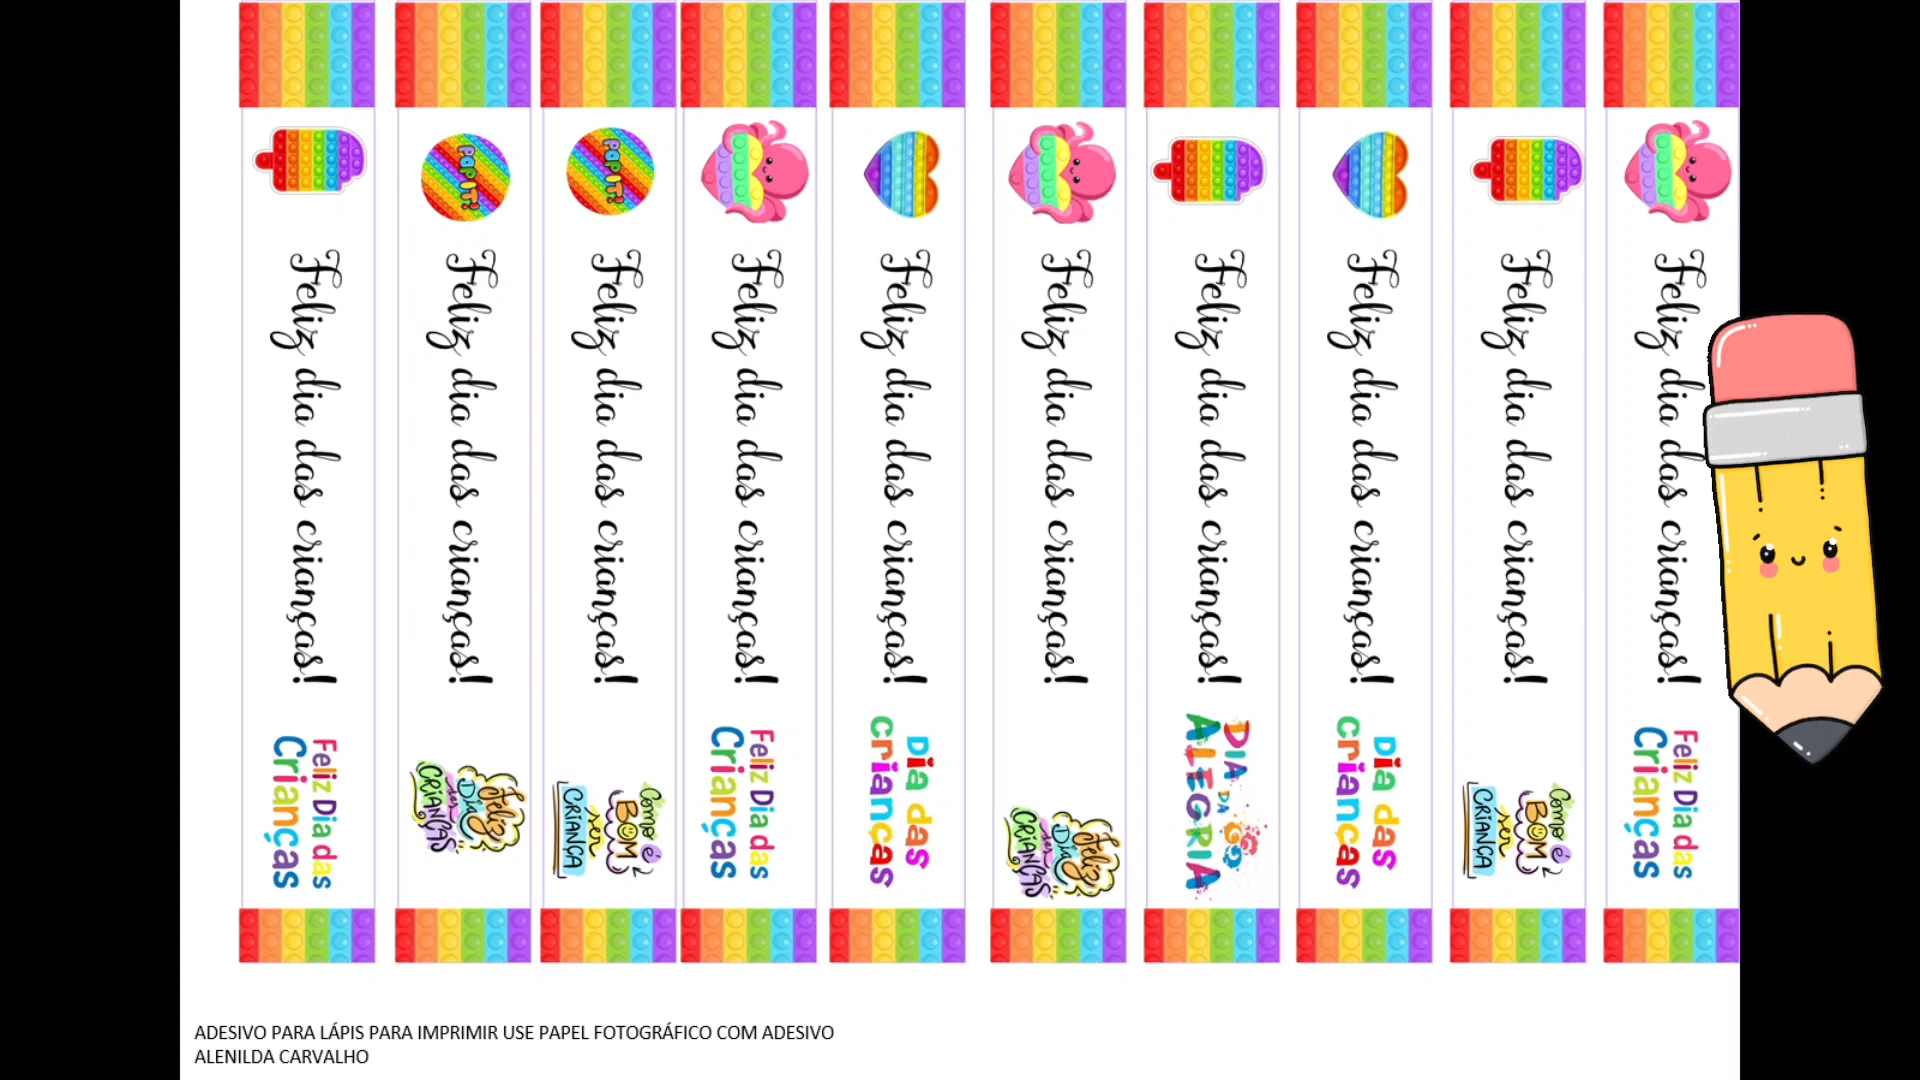 POP IT!
POP IT!
Feliz dia das crianças!
Feliz dia das crianças!
Feliz dia das crianças!
Feliz dia das crianças!
Feliz dia das crianças!
Feliz dia das crianças!
Feliz dia das crianças!
Feliz dia das crianças!
Feliz dia das crianças!
Feliz dia das crianças!
Feliz Dia das
Crianças
Feliz
Dia
das
CRIANÇAS
Como é
BOM
ser
CRIANÇA
Feliz Dia das
Crianças
Dia das
crianças
Feliz
Dia
das
CRIANÇAS
DIA DA
ALEGRIA
Dia das
crianças
Como é
BOM
ser
CRIANÇA
Feliz Dia das
Crianças
ADESIVO PARA LÁPIS PARA IMPRIMIR USE PAPEL FOTOGRÁFICO COM ADESIVO
ALENILDA CARVALHO